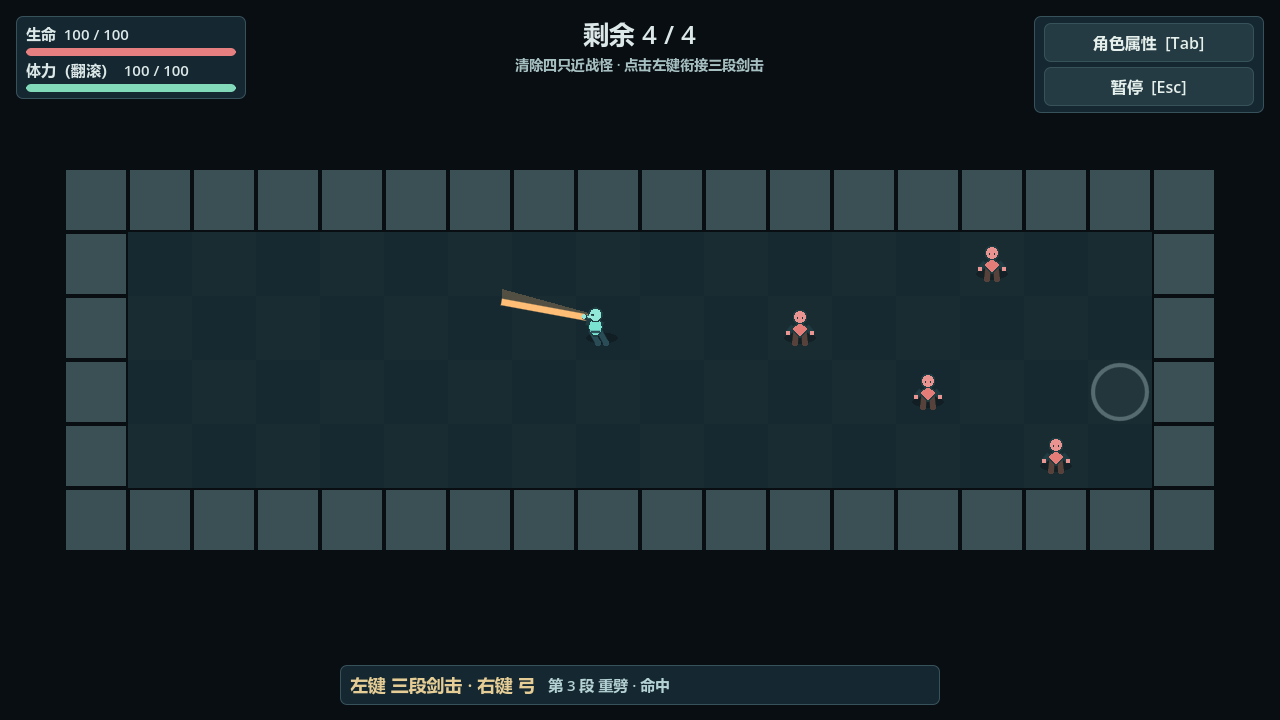 生命 100 / 100
体力（翻滚） 100 / 100
剩余 4 / 4
清除四只近战怪 · 点击左键衔接三段剑击
角色属性 [Tab]
暂停 [Esc]
左键 三段剑击 · 右键 弓 第 3 段 重劈 · 命中